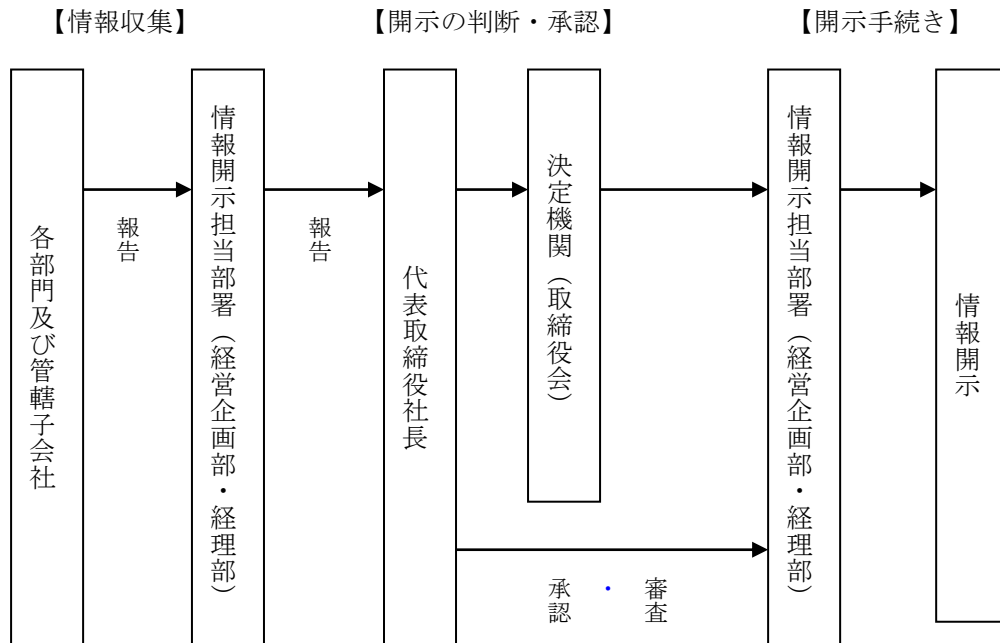 【情報収集】
【開示の判断・承認】
【開示手続き】
各部門及び管轄子会社
報告
情報開示担当部署（経営企画部・経理部）
報告
代表取締役社長
決定機関（取締役会）
承認・審査
情報開示担当部署（経営企画部・経理部）
情報開示